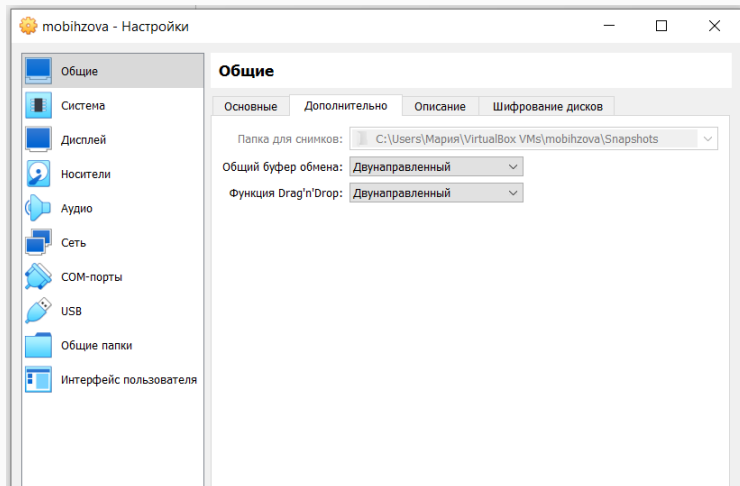 mobihzova - Настройки
Общие
Система
Дисплей
Носители
Аудио
Сеть
COM-порты
USB
Общие папки
Интерфейс пользователя
Общие
Основные Дополнительно Описание Шифрование дисков
Папка для снимков: C:\Users\Мария\VirtualBox VMs\mobihzova\Snapshots
Общий буфер обмена: Двунаправленный
Функция Drag'n'Drop: Двунаправленный